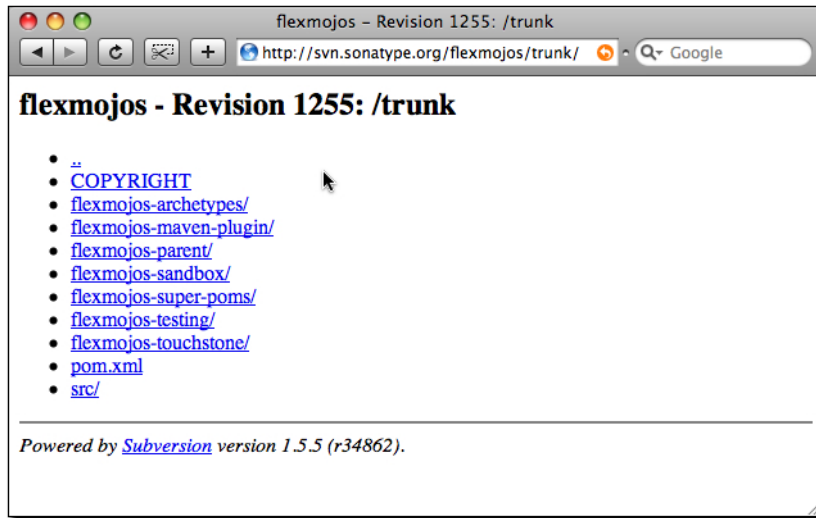 flexmojos – Revision 1255: /trunk
http://svn.sonatype.org/flexmojos/trunk/
Google
flexmojos - Revision 1255: /trunk
..
COPYRIGHT
flexmojos-archetypes/
flexmojos-maven-plugin/
flexmojos-parent/
flexmojos-sandbox/
flexmojos-super-poms/
flexmojos-testing/
flexmojos-touchstone/
pom.xml
src/
Powered by Subversion version 1.5.5 (r34862).